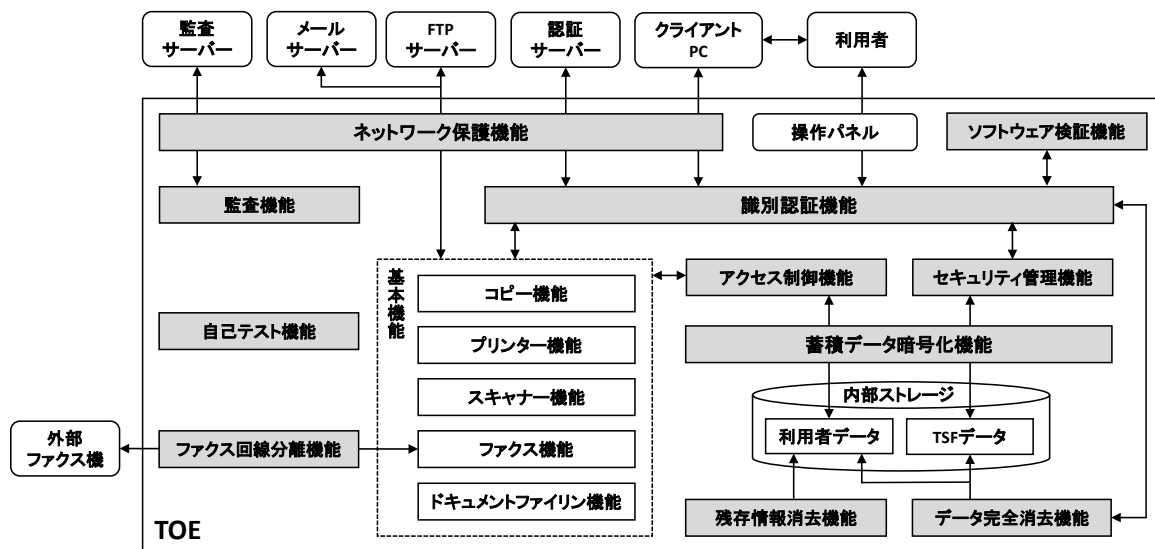 監査
サーバー
メール
サーバー
FTP
サーバー
認証
サーバー
クライアント
PC
利用者
ネットワーク保護機能
操作パネル
ソフトウェア検証機能
監査機能
識別認証機能
基本機能
コピー機能
アクセス制御機能
セキュリティ管理機能
自己テスト機能
プリンター機能
蓄積データ暗号化機能
スキャナー機能
内部ストレージ
外部
ファクス機
ファクス回線分離機能
ファクス機能
利用者データ
TSFデータ
ドキュメントファイリン機能
残存情報消去機能
データ完全消去機能
TOE